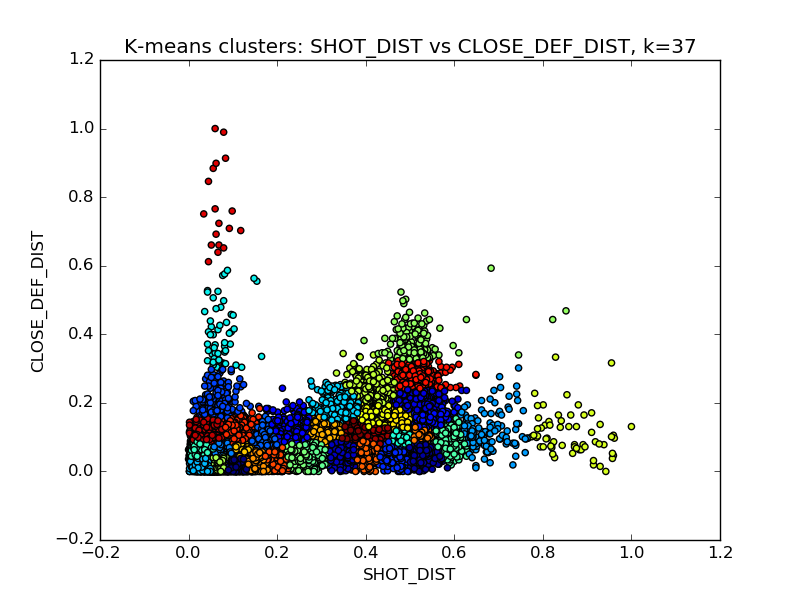 K-means clusters: SHOT_DIST vs CLOSE_DEF_DIST, k=37
1.2
1.0
0.8
0.6
0.4
0.2
0.0
−0.2
CLOSE_DEF_DIST
−0.2 0.0 0.2 0.4 0.6 0.8 1.0 1.2
SHOT_DIST